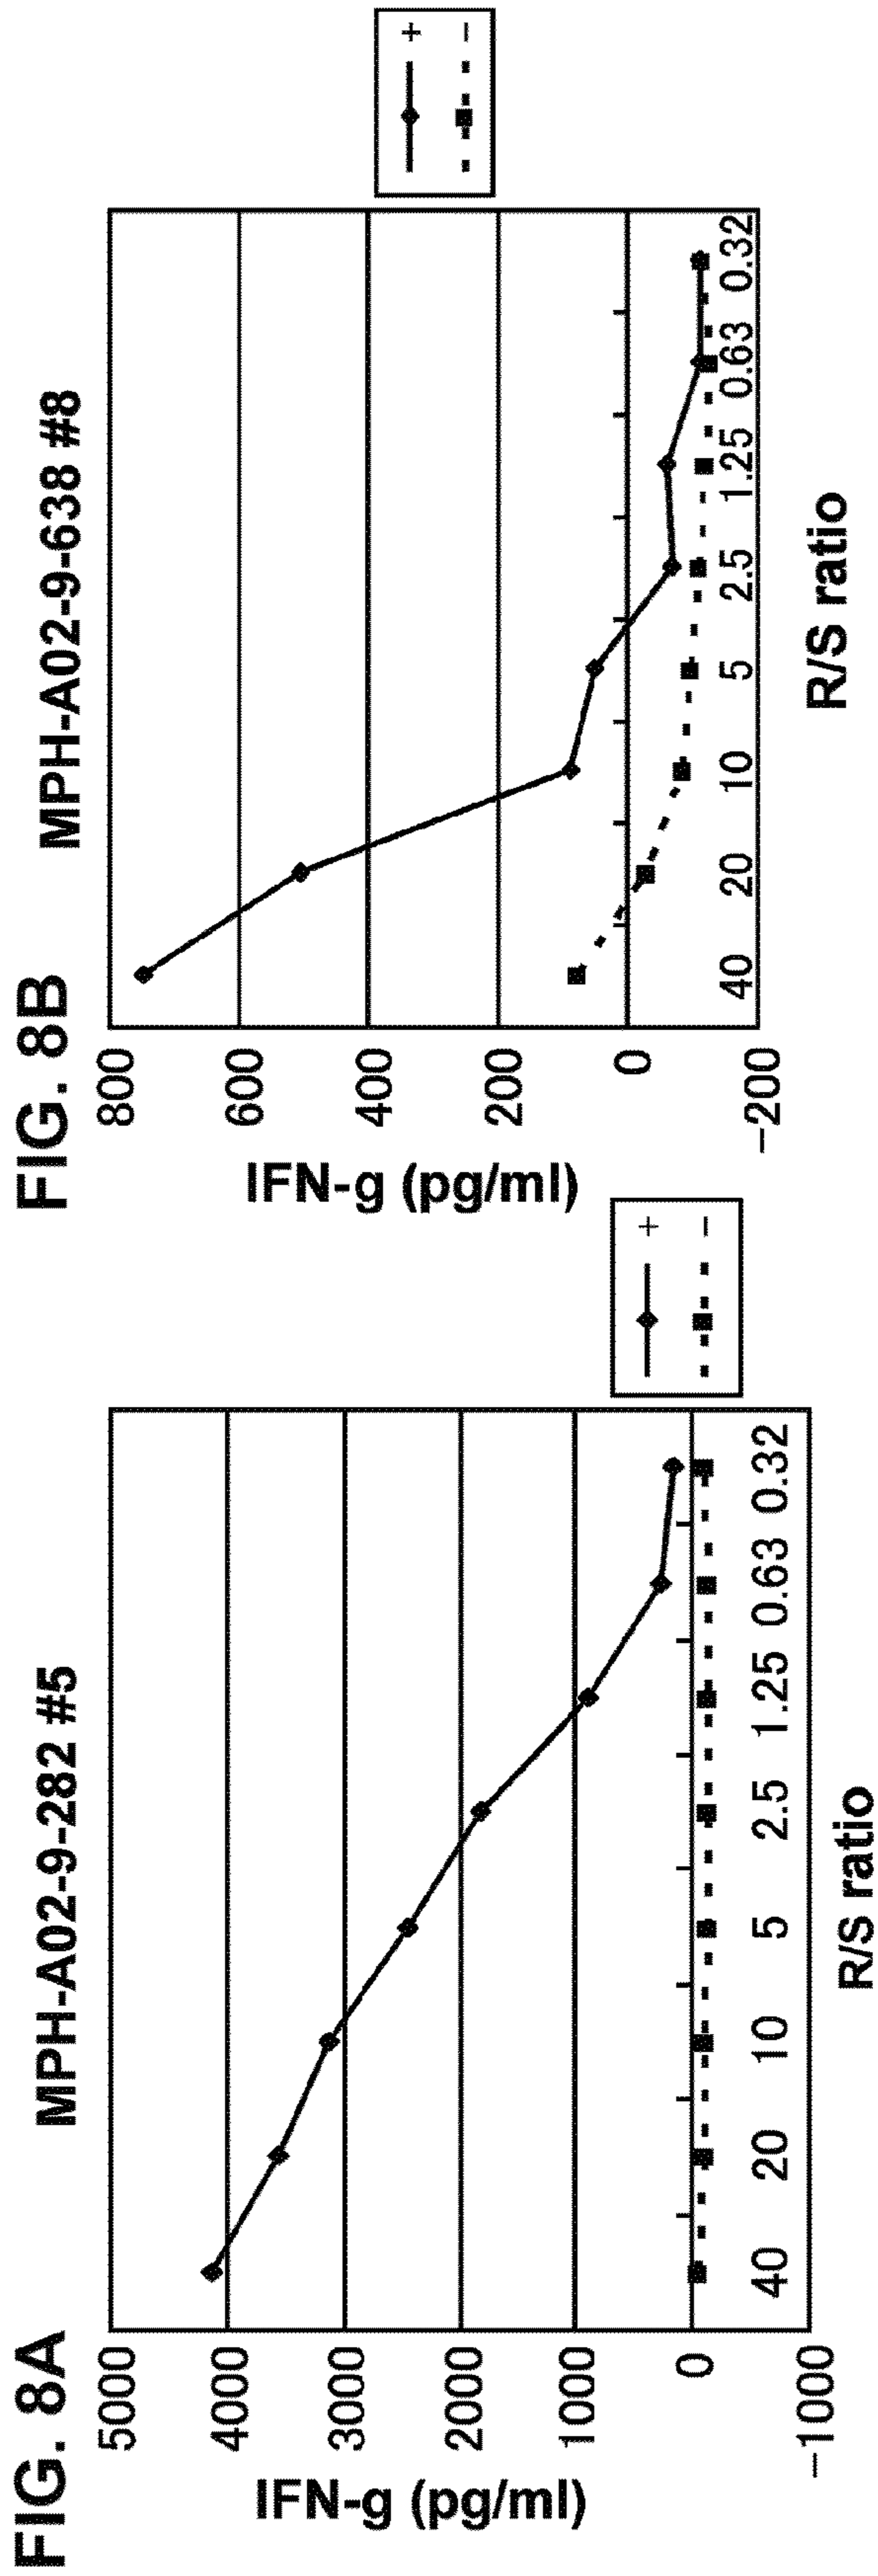 FIG. 8A
MPH-A02-9-282 #5
IFN-g (pg/ml)
5000
4000
3000
2000
1000
0
−1000
40 20 10 5 2.5 1.25 0.63 0.32
R/S ratio
+
−
FIG. 8B
MPH-A02-9-638 #8
IFN-g (pg/ml)
800
600
400
200
0
−200
40 20 10 5 2.5 1.25 0.63 0.32
R/S ratio
+
−